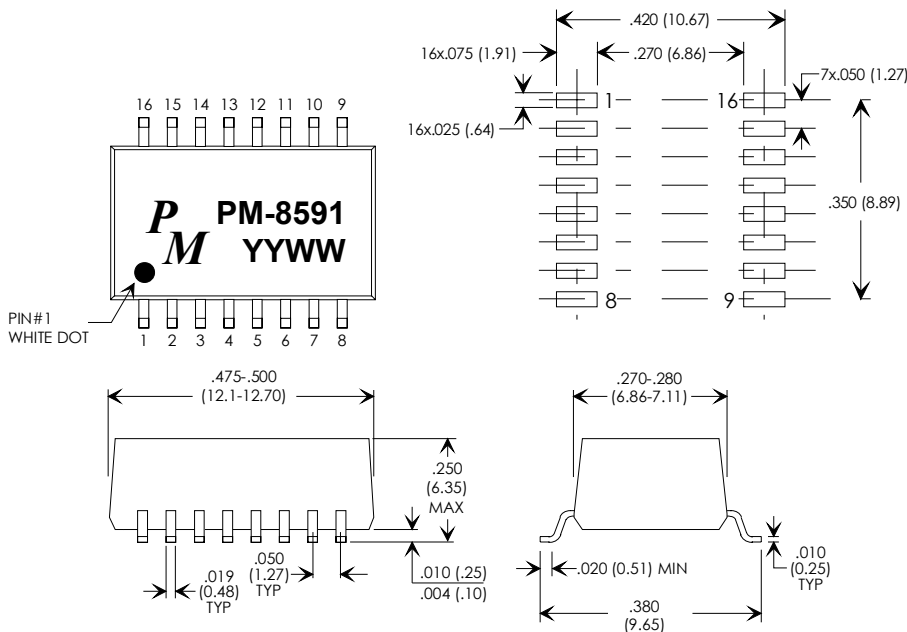 .420 (10.67)
16x.075 (1.91)
.270 (6.86)
7x.050 (1.27)
1
16
16x.025 (.64)
.350 (8.89)
8
9
16 15 14 13 12 11 10 9
P M
PM-8591
YYWW
PIN#1
WHITE DOT
1 2 3 4 5 6 7 8
.475-.500
(12.1-12.70)
.250
(6.35)
MAX
.019
(0.48)
TYP
.050
(1.27)
TYP
.010 (.25)
.004 (.10)
.270-.280
(6.86-7.11)
.020 (0.51) MIN
.010
(0.25)
TYP
.380
(9.65)